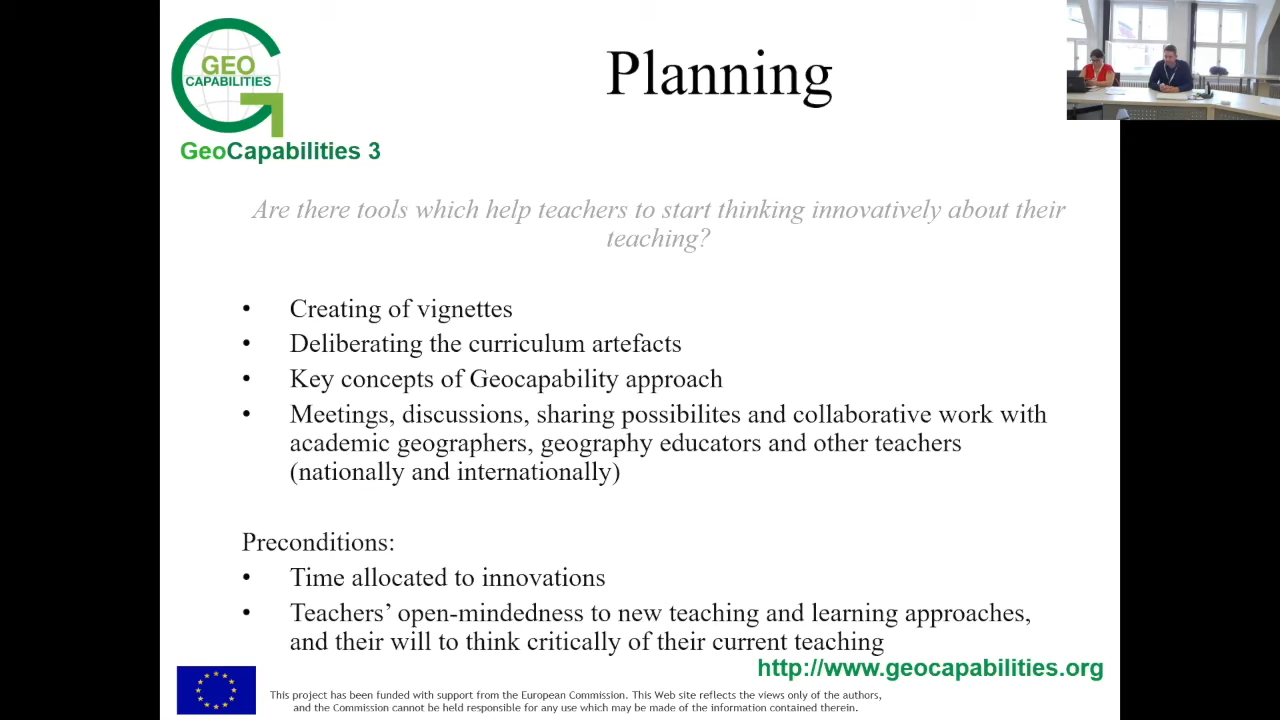 GEO
CAPABILITIES
GeoCapabilities 3
Planning
Are there tools which help teachers to start thinking innovatively about their
teaching?
• Creating of vignettes
• Deliberating the curriculum artefacts
• Key concepts of Geocapability approach
• Meetings, discussions, sharing possibilites and collaborative work with
academic geographers, geography educators and other teachers
(nationally and internationally)
Preconditions:
• Time allocated to innovations
• Teachers’ open-mindedness to new teaching and learning approaches,
and their will to think critically of their current teaching
http://www.geocapabilities.org
This project has been funded with support from the European Commission. This Web site reflects the views only of the authors,
and the Commission cannot be held responsible for any use which may be made of the information contained therein.